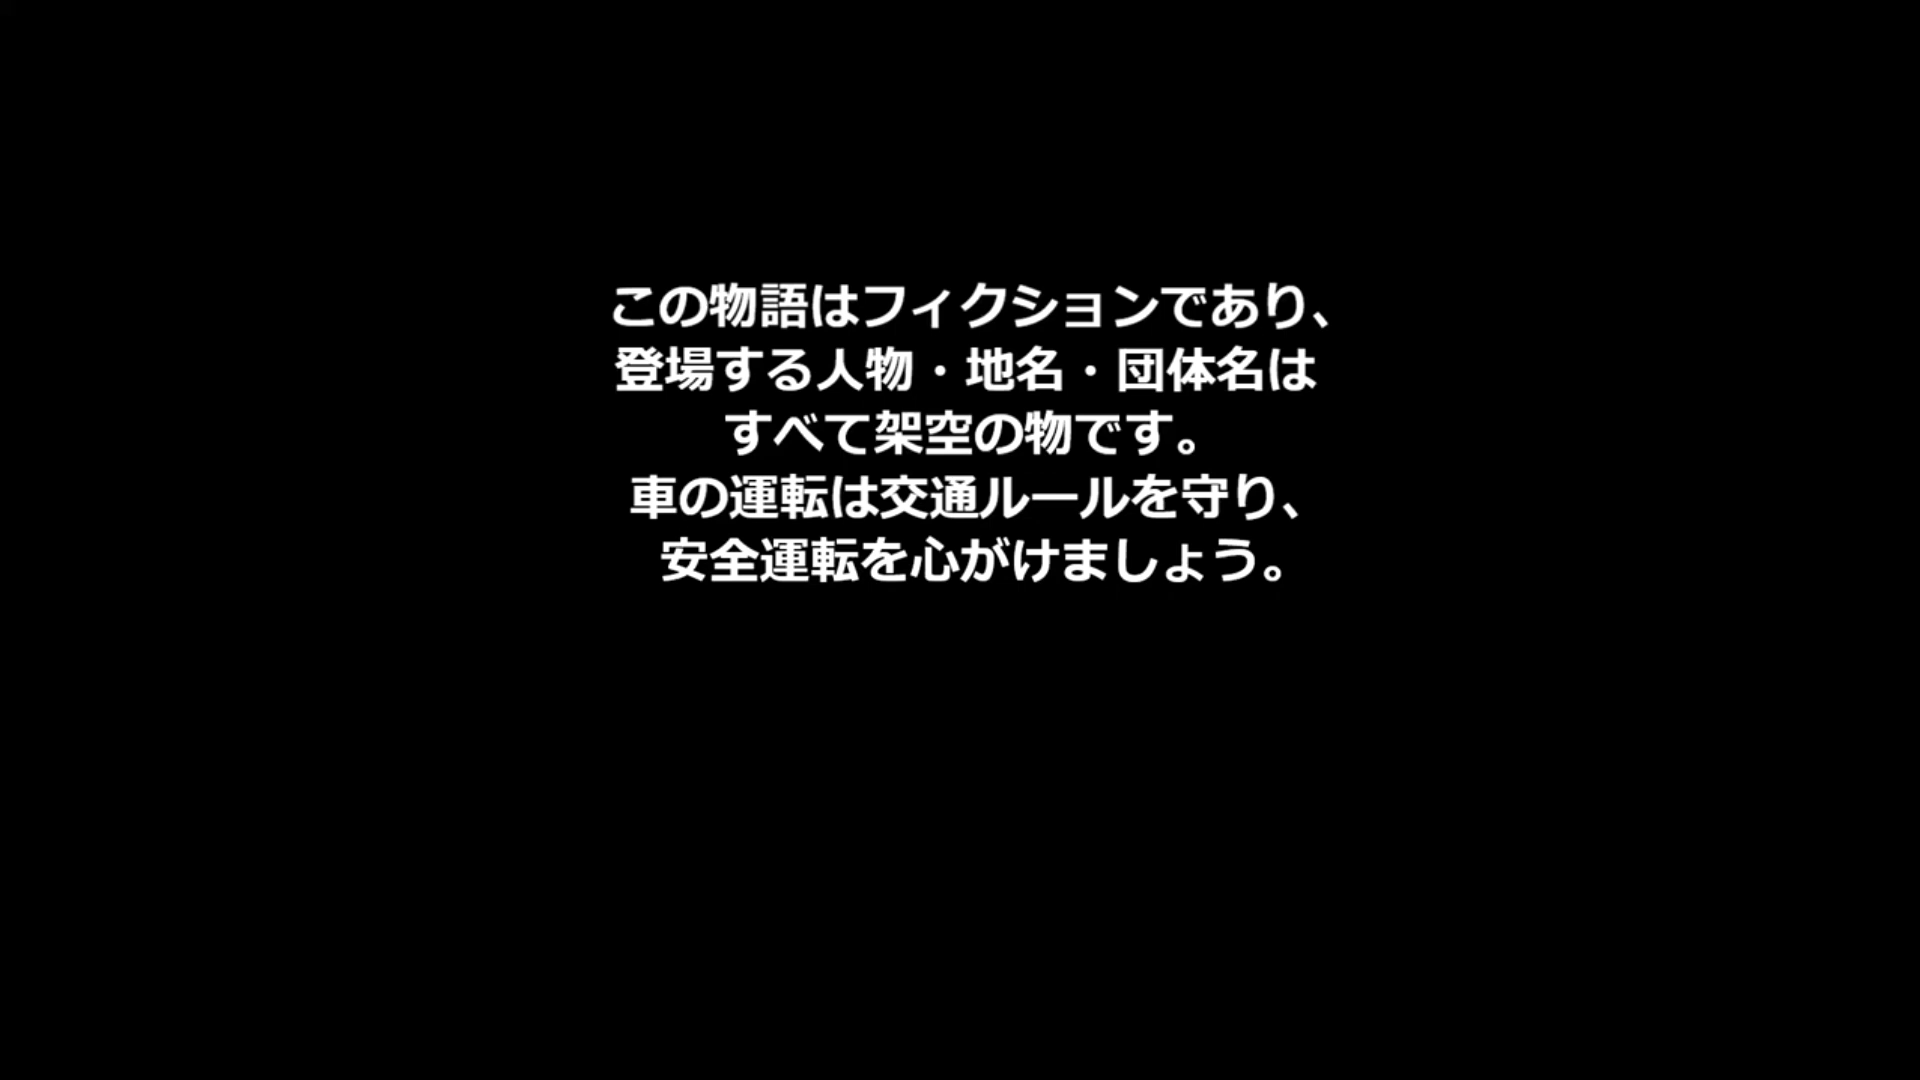 この物語はフィクションであり、
登場する人物・地名・団体名は
すべて架空の物です。
車の運転は交通ルールを守り、
安全運転を心がけましょう。